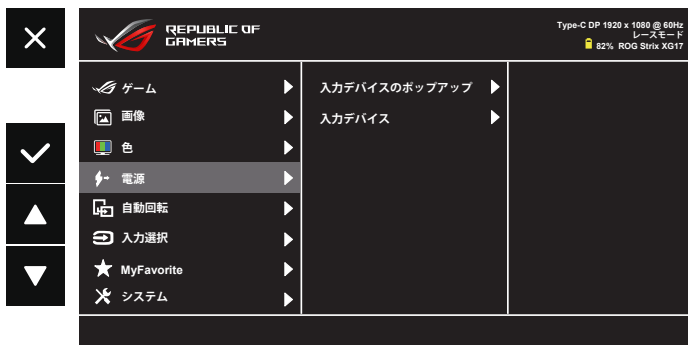 REPUBLIC OF
GAMERS
Type-C DP 1920 x 1080 @ 60Hz
レースモード
82% ROG Strix XG17
ゲーム
入力デバイスのポップアップ
画像
入力デバイス
色
電源
自動回転
入力選択
MyFavorite
システム